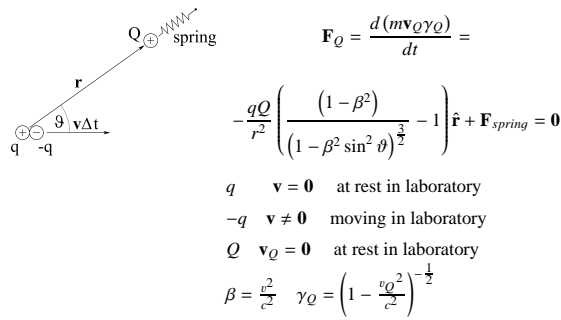 Q + spring
r
ϑ vΔt
+ −
q -q
F_Q = d (m v_Q γ_Q) / dt =
− qQ / r² ( (1 − β²) / (1 − β² sin² ϑ)^{3/2} − 1 ) r̂ + F_spring = 0
q v = 0 at rest in laboratory
-q v ≠ 0 moving in laboratory
Q v_Q = 0 at rest in laboratory
β = v²/c² γ_Q = (1 − v_Q²/c²)^{−1/2}